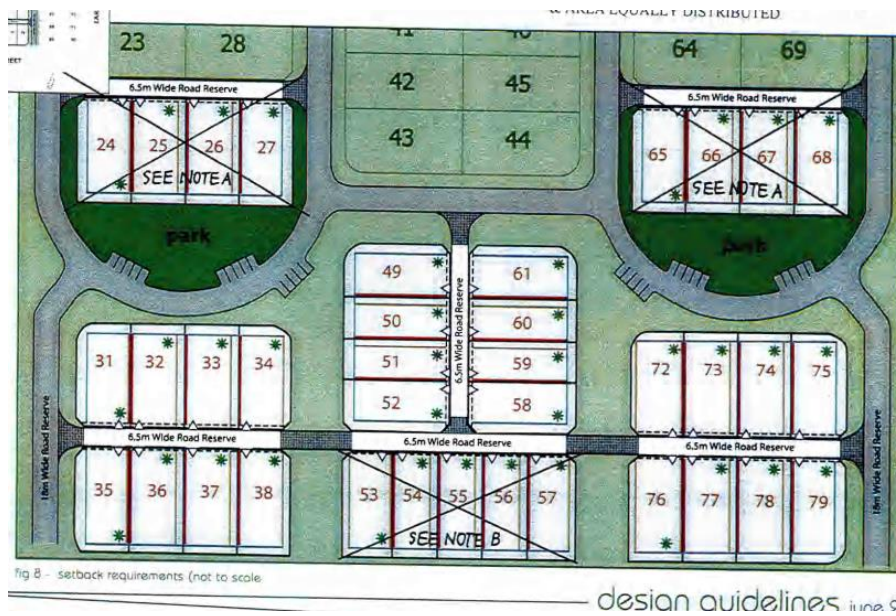 & AREA EQUALLY DISTRIBUTED
23 28
41 46
64 69
42 45
43 44
6.5m Wide Road Reserve
6.5m Wide Road Reserve
24 25 26 27
SEE NOTE A
65 66 67 68
SEE NOTE A
park
park
49 61
50 60
51 59
52 58
6.5m Wide Road Reserve
31 32 33 34
72 73 74 75
18m Wide Road Reserve
18m Wide Road Reserve
6.5m Wide Road Reserve
6.5m Wide Road Reserve
6.5m Wide Road Reserve
35 36 37 38
53 54 55 56 57
SEE NOTE B
76 77 78 79
fig 8 - setback requirements (not to scale
design guidelines june